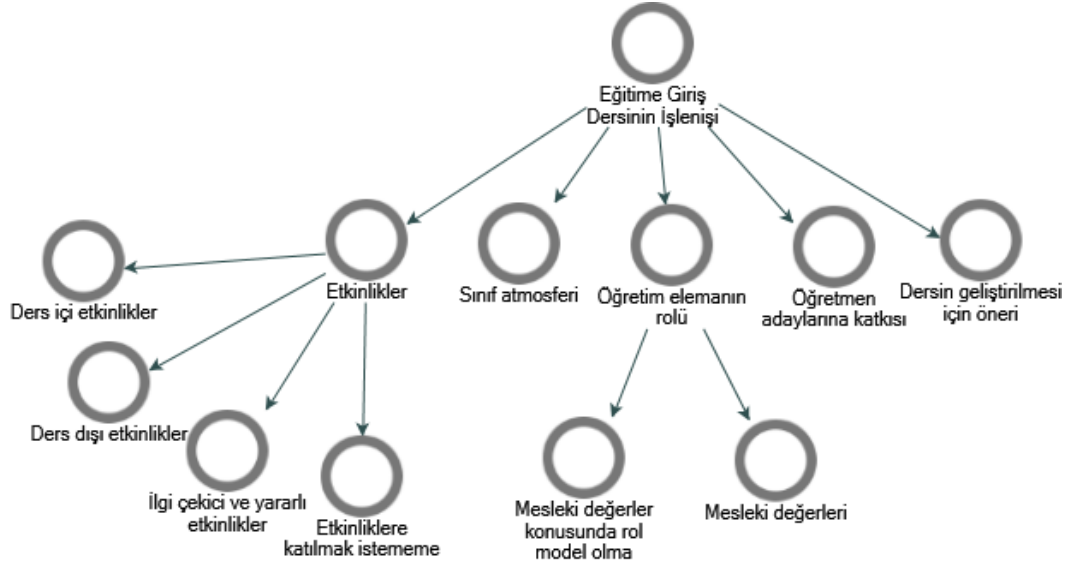 Eğitime Giriş
Dersinin İşlenişi
Etkinlikler
Sınıf atmosferi
Öğretim elemanın
rolü
Öğretmen
adaylarına katkısı
Dersin geliştirilmesi
için öneri
Ders içi etkinlikler
Ders dışı etkinlikler
İlgi çekici ve yararlı
etkinlikler
Etkinliklere
katılmak istememe
Mesleki değerler
konusunda rol
model olma
Mesleki değerleri